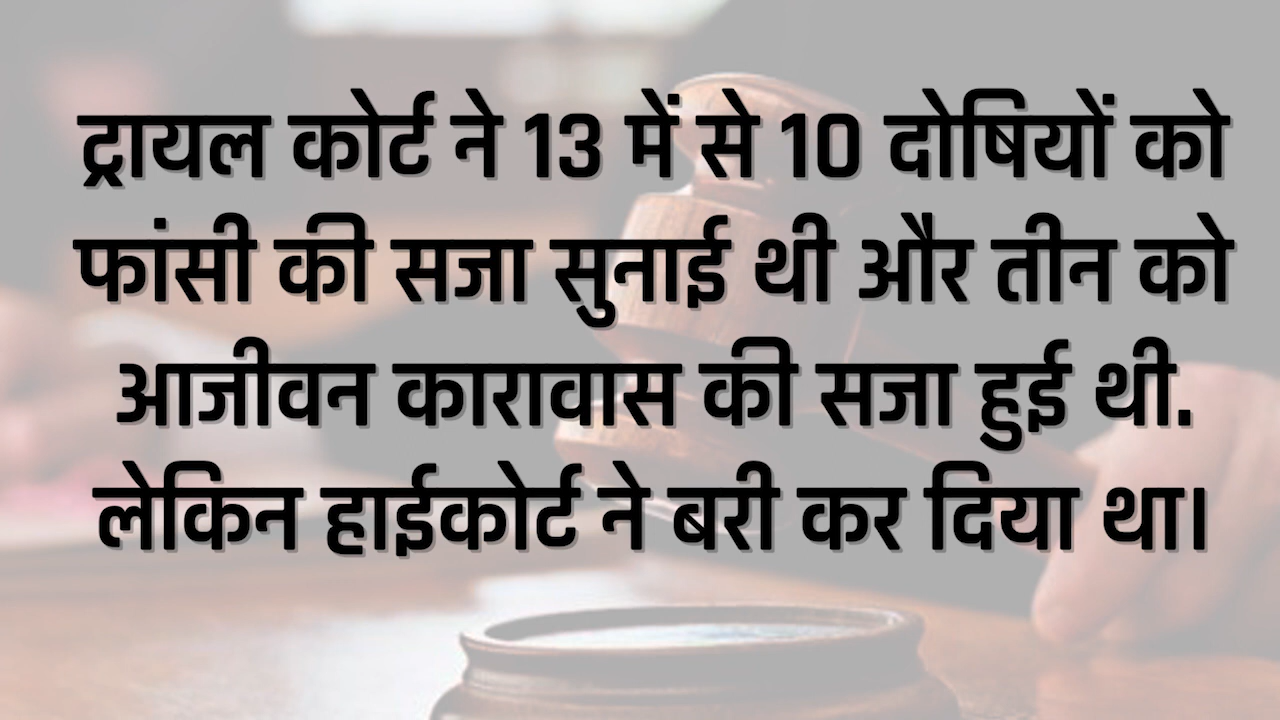 ट्रायल कोर्ट ने 13 में से 10 दोषियों को
फांसी की सजा सुनाई थी और तीन को
आजीवन कारावास की सजा हुई थी.
लेकिन हाईकोर्ट ने बरी कर दिया था।